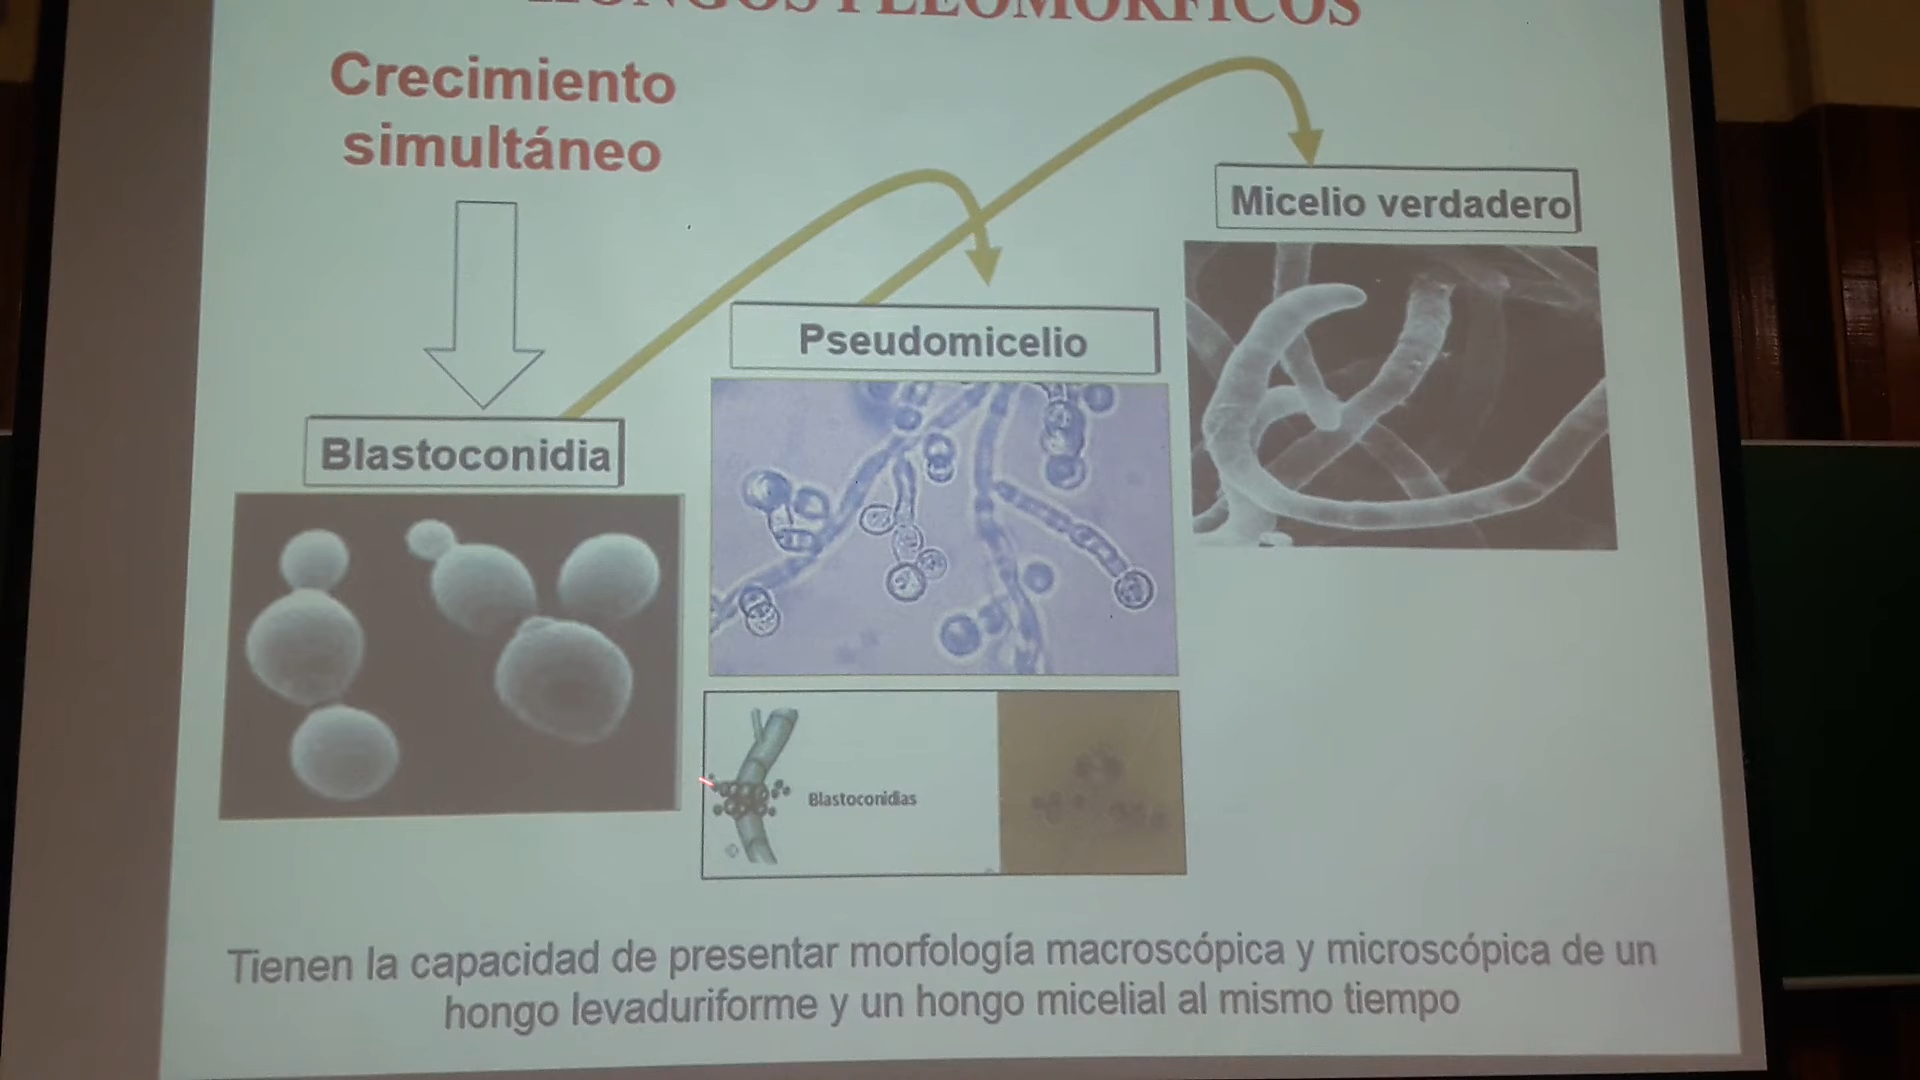 HONGOS PLEOMÓRFICOS
Crecimiento
simultáneo
Micelio verdadero
Pseudomicelio
Blastoconidia
Blastoconidias
Tienen la capacidad de presentar morfología macroscópica y microscópica de un
hongo levaduriforme y un hongo micelial al mismo tiempo